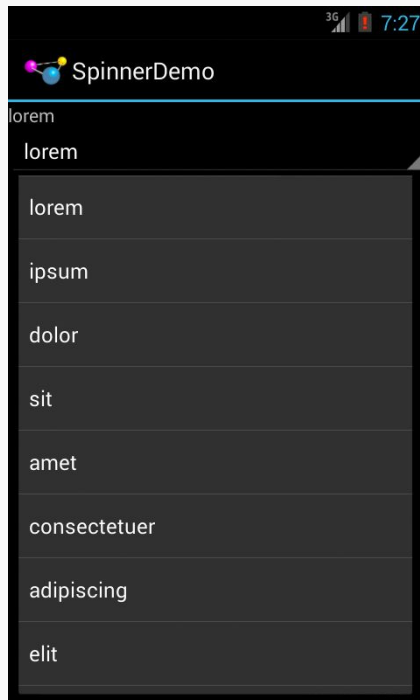 3G 7:27
SpinnerDemo
lorem
lorem
lorem
ipsum
dolor
sit
amet
consectetuer
adipiscing
elit